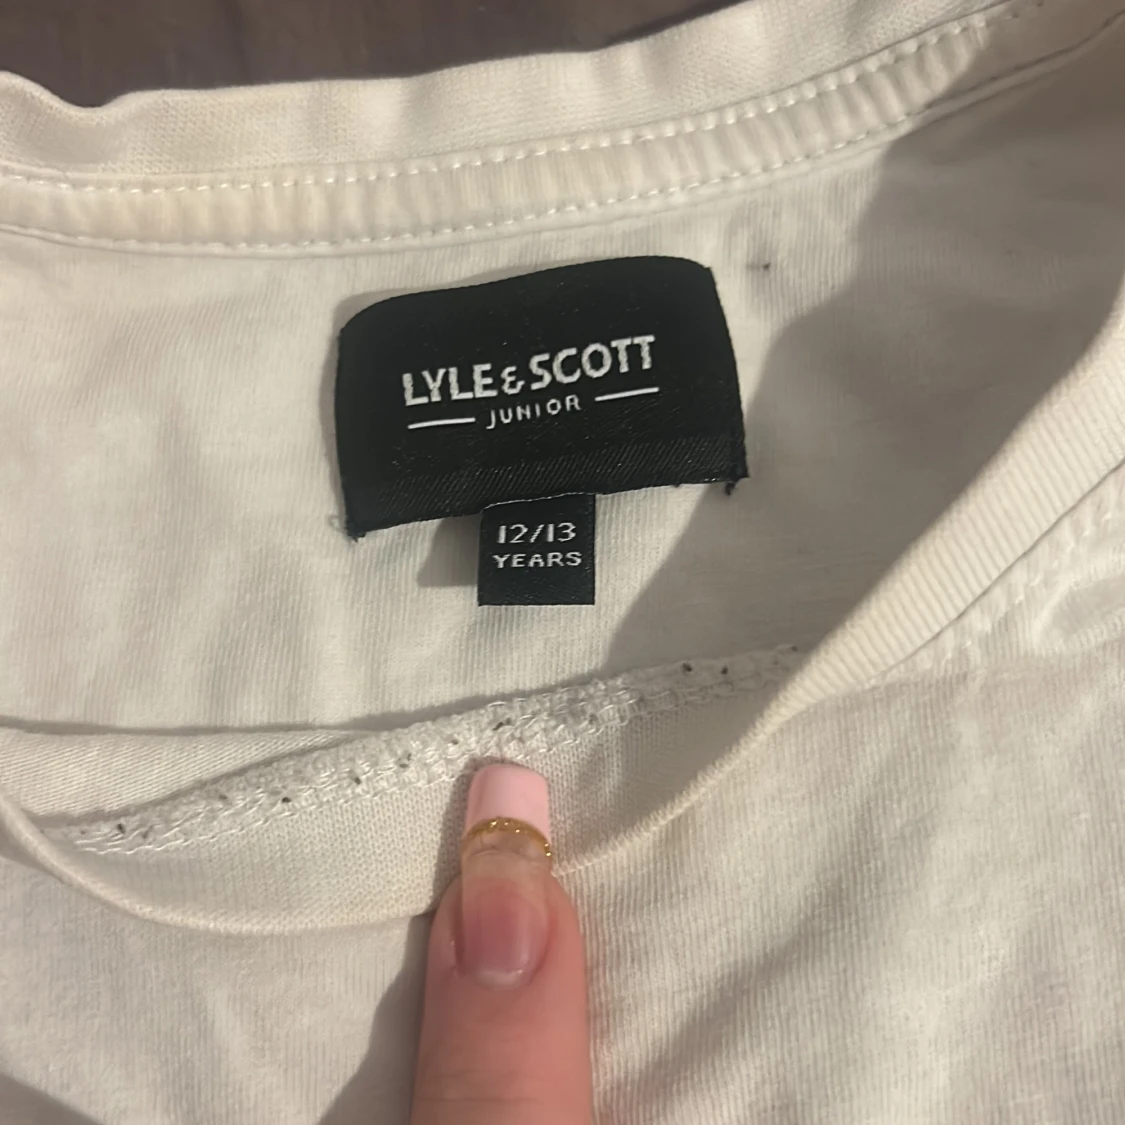 LYLE & SCOTT
JUNIOR
12/13
YEARS